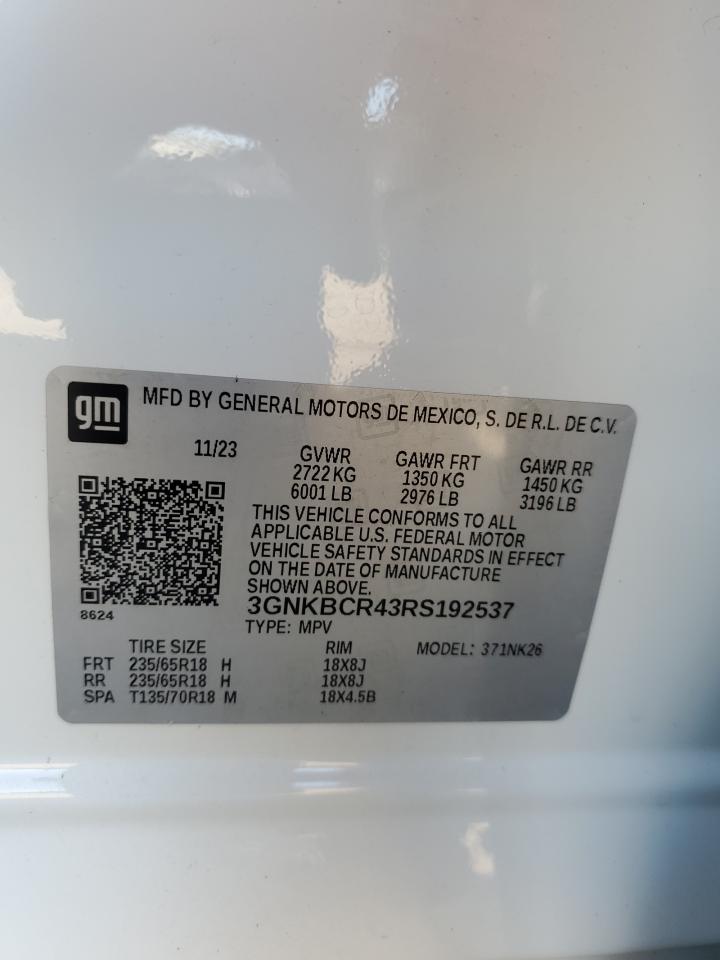 gm
MFD BY GENERAL MOTORS DE MEXICO, S. DE R.L. DE C.V.
11/23
GVWR GAWR FRT GAWR RR
2722 KG 1350 KG 1450 KG
6001 LB 2976 LB 3196 LB
THIS VEHICLE CONFORMS TO ALL
APPLICABLE U.S. FEDERAL MOTOR
VEHICLE SAFETY STANDARDS IN EFFECT
ON THE DATE OF MANUFACTURE
SHOWN ABOVE.
3GNKBCR43RS192537
8624
TYPE: MPV
TIRE SIZE RIM MODEL: 371NK26
FRT 235/65R18 H 18X8J
RR 235/65R18 H 18X8J
SPA T135/70R18 M 18X4.5B